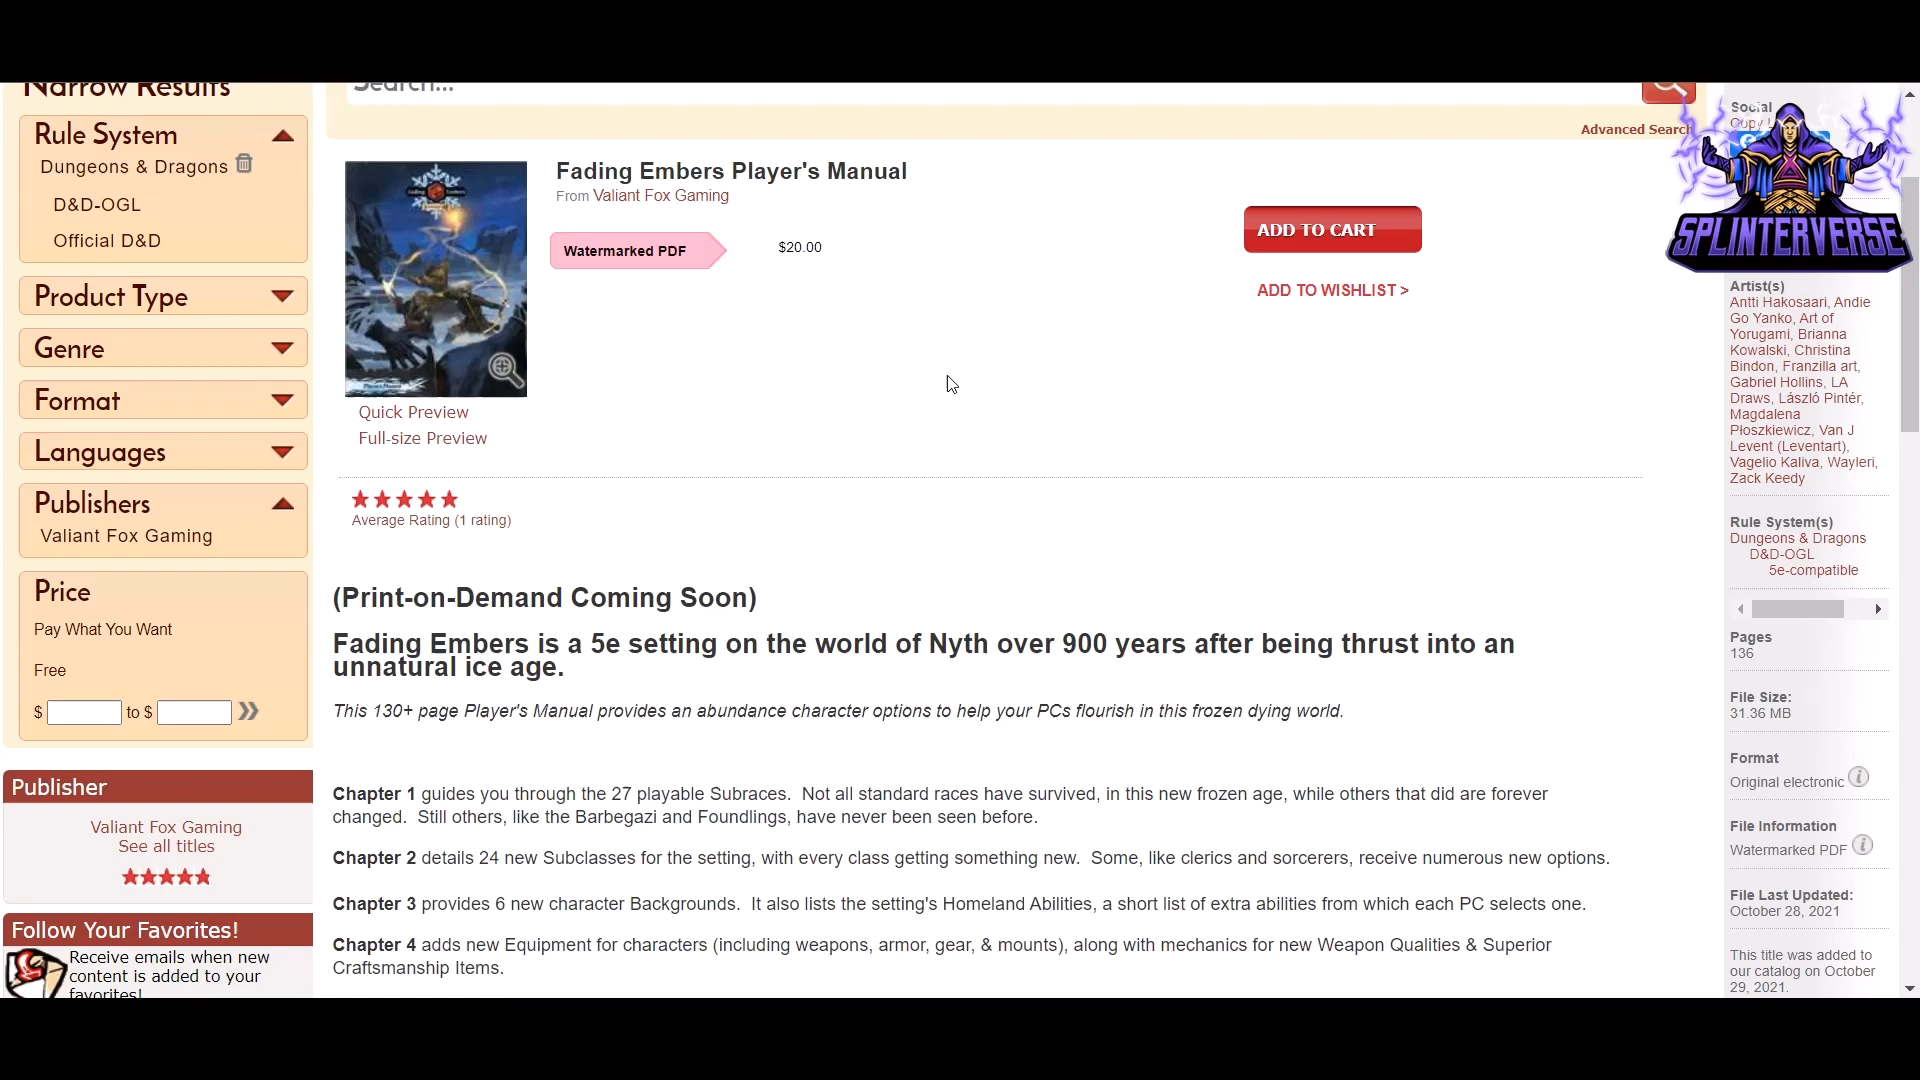 Narrow Results
Rule System
Dungeons & Dragons
D&D-OGL
Official D&D
Product Type
Genre
Format
Languages
Publishers
Valiant Fox Gaming
Price
Pay What You Want
Free
$ to $
Publisher
Valiant Fox Gaming
See all titles
Follow Your Favorites!
Receive emails when new
content is added to your
favorites!
Search...
Advanced Search
Fading Embers Player's Manual
From Valiant Fox Gaming
Watermarked PDF
$20.00
ADD TO CART
ADD TO WISHLIST >
Fading Embers
Player's Manual
Quick Preview
Full-size Preview
Average Rating (1 rating)
(Print-on-Demand Coming Soon)
Fading Embers is a 5e setting on the world of Nyth over 900 years after being thrust into an
unnatural ice age.
This 130+ page Player's Manual provides an abundance character options to help your PCs flourish in this frozen dying world.
Chapter 1 guides you through the 27 playable Subraces. Not all standard races have survived, in this new frozen age, while others that did are forever
changed. Still others, like the Barbegazi and Foundlings, have never been seen before.
Chapter 2 details 24 new Subclasses for the setting, with every class getting something new. Some, like clerics and sorcerers, receive numerous new options.
Chapter 3 provides 6 new character Backgrounds. It also lists the setting's Homeland Abilities, a short list of extra abilities from which each PC selects one.
Chapter 4 adds new Equipment for characters (including weapons, armor, gear, & mounts), along with mechanics for new Weapon Qualities & Superior
Craftsmanship Items.
Social
Copy
SPLINTERVERSE
Artist(s)
Antti Hakosaari, Andie
Go Yanko, Art of
Yorugami, Brianna
Kowalski, Christina
Bindon, Franzilla art,
Gabriel Hollins, LA
Draws, László Pintér,
Magdalena
Płoszkiewicz, Van J
Levent (Leventart),
Vagelio Kaliva, Wayleri,
Zack Keedy
Rule System(s)
Dungeons & Dragons
D&D-OGL
5e-compatible
Pages
136
File Size:
31.36 MB
Format
Original electronic
File Information
Watermarked PDF
File Last Updated:
October 28, 2021
This title was added to
our catalog on October
29, 2021.